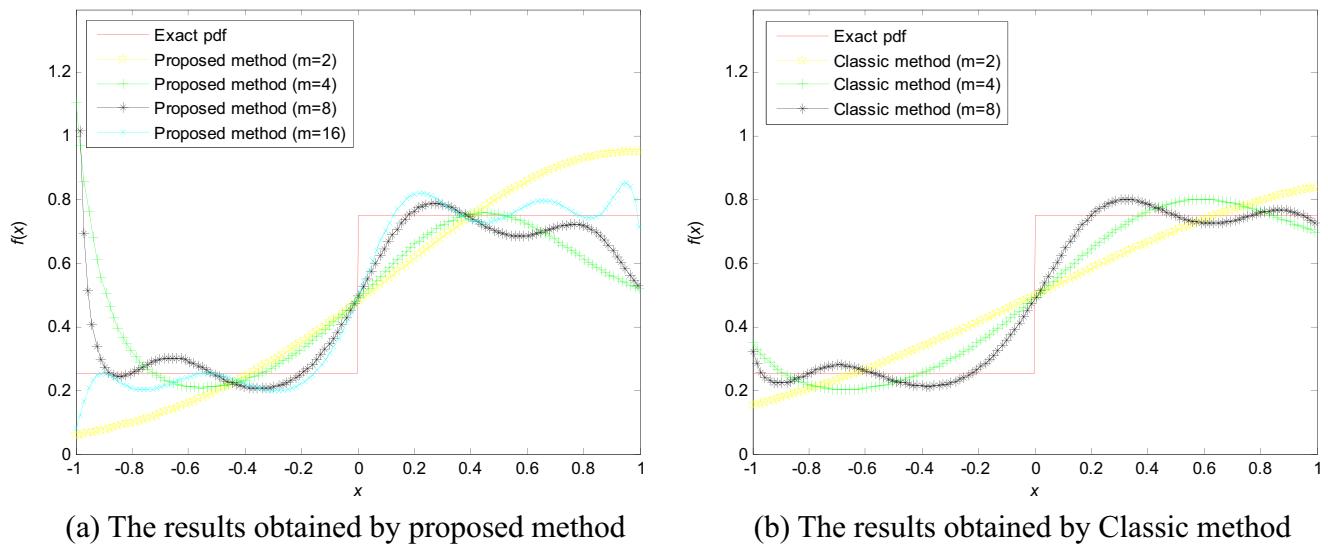 Exact pdf
Proposed method (m=2)
Proposed method (m=4)
Proposed method (m=8)
Proposed method (m=16)
f(x)
1.2
1
0.8
0.6
0.4
0.2
0
-1 -0.8 -0.6 -0.4 -0.2 0 0.2 0.4 0.6 0.8 1
x
(a) The results obtained by proposed method
Exact pdf
Classic method (m=2)
Classic method (m=4)
Classic method (m=8)
f(x)
1.2
1
0.8
0.6
0.4
0.2
0
-1 -0.8 -0.6 -0.4 -0.2 0 0.2 0.4 0.6 0.8 1
x
(b) The results obtained by Classic method